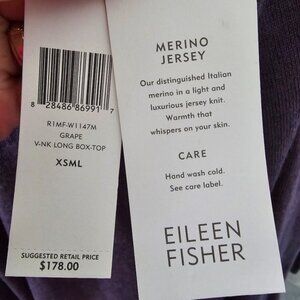 8 28486 86991 7
R1MF-W1147M
GRAPE
V-NK LONG BOX-TOP
XSML
SUGGESTED RETAIL PRICE
$178.00
MERINO
JERSEY
Our distinguished Italian
merino in a light and
luxurious jersey knit.
Warmth that
whispers on your skin.
CARE
Hand wash cold.
See care label.
EILEEN
FISHER